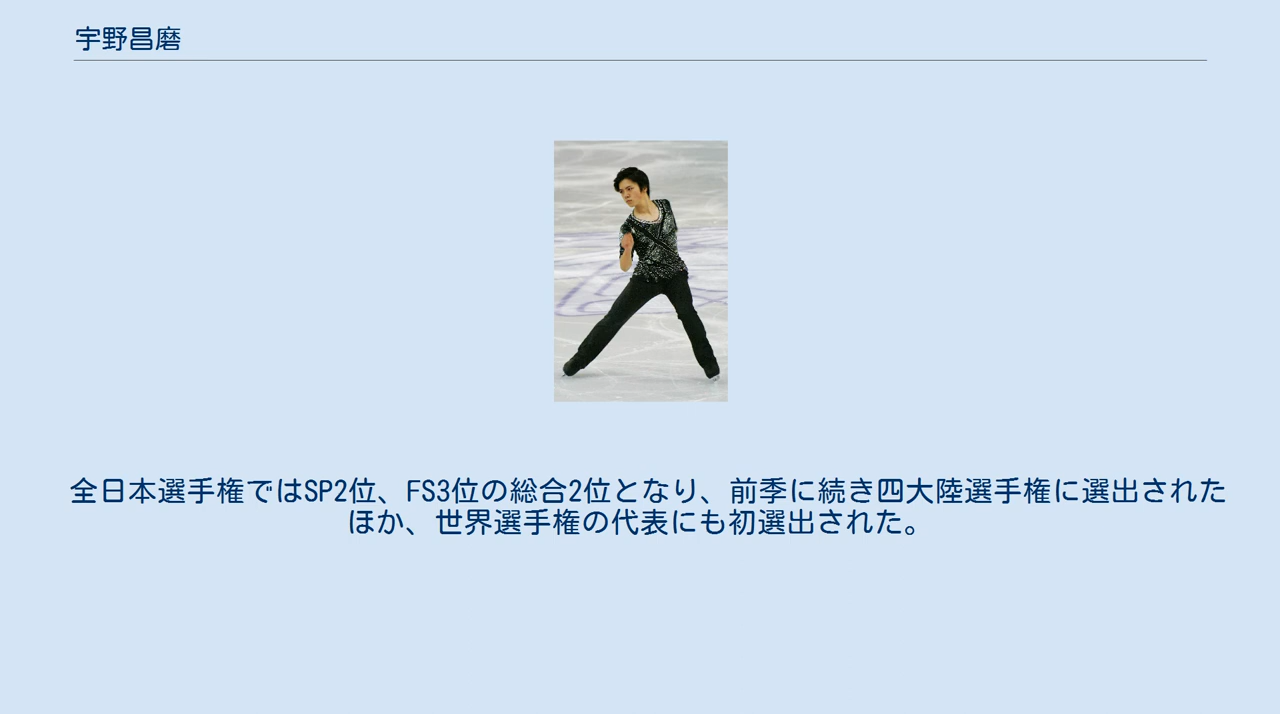 宇野昌磨
全日本選手権ではSP2位、FS3位の総合2位となり、前季に続き四大陸選手権に選出された
ほか、世界選手権の代表にも初選出された。